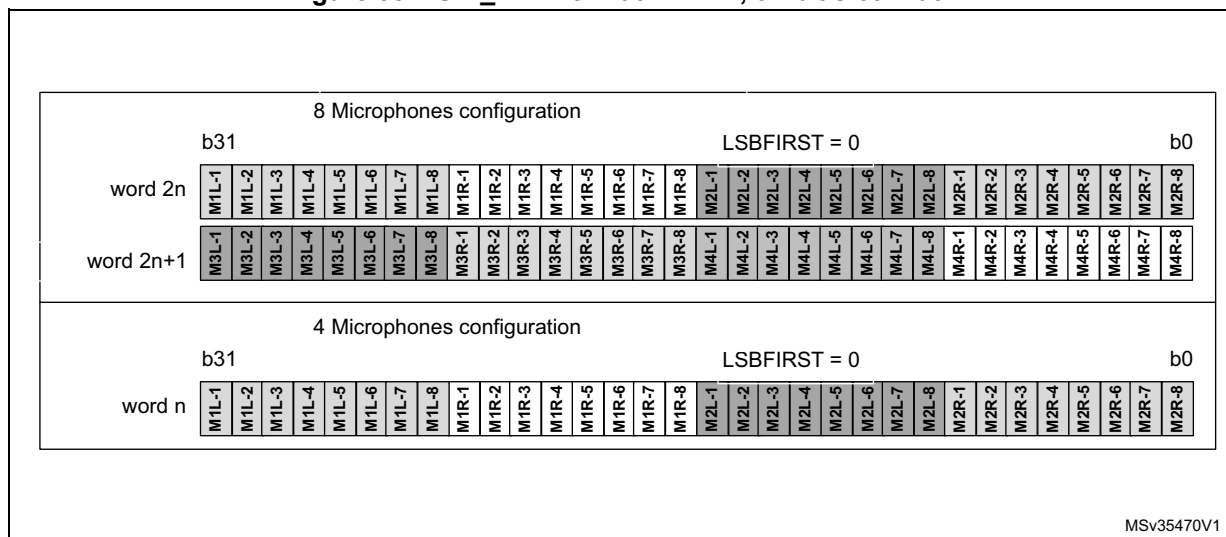 8 Microphones configuration
b31 LSBFIRST = 0 b0
word 2n M1L-1 M1L-2 M1L-3 M1L-4 M1L-5 M1L-6 M1L-7 M1L-8 M1R-1 M1R-2 M1R-3 M1R-4 M1R-5 M1R-6 M1R-7 M1R-8 M2L-1 M2L-2 M2L-3 M2L-4 M2L-5 M2L-6 M2L-7 M2L-8 M2R-1 M2R-2 M2R-3 M2R-4 M2R-5 M2R-6 M2R-7 M2R-8
word 2n+1 M3L-1 M3L-2 M3L-3 M3L-4 M3L-5 M3L-6 M3L-7 M3L-8 M3R-1 M3R-2 M3R-3 M3R-4 M3R-5 M3R-6 M3R-7 M3R-8 M4L-1 M4L-2 M4L-3 M4L-4 M4L-5 M4L-6 M4L-7 M4L-8 M4R-1 M4R-2 M4R-3 M4R-4 M4R-5 M4R-6 M4R-7 M4R-8
4 Microphones configuration
b31 LSBFIRST = 0 b0
word n M1L-1 M1L-2 M1L-3 M1L-4 M1L-5 M1L-6 M1L-7 M1L-8 M1R-1 M1R-2 M1R-3 M1R-4 M1R-5 M1R-6 M1R-7 M1R-8 M2L-1 M2L-2 M2L-3 M2L-4 M2L-5 M2L-6 M2L-7 M2L-8 M2R-1 M2R-2 M2R-3 M2R-4 M2R-5 M2R-6 M2R-7 M2R-8
MSv35470V1